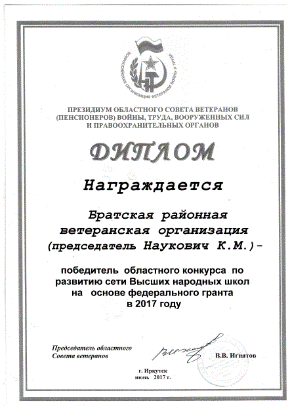 ПРЕЗИДИУМ ОБЛАСТНОГО СОВЕТА ВЕТЕРАНОВ
(ПЕНСИОНЕРОВ) ВОЙНЫ, ТРУДА, ВООРУЖЕННЫХ СИЛ
И ПРАВООХРАНИТЕЛЬНЫХ ОРГАНОВ
ДИПЛОМ
Награждается
Братская районная
ветеранская организация
(председатель Наукович К.М.)-
победитель областного конкурса по
развитию сети Высших народных школ
на основе федерального гранта
в 2017 году
Председатель областного
Совета ветеранов
В.В. Игнатов
г. Иркутск
июнь, 2017 г.